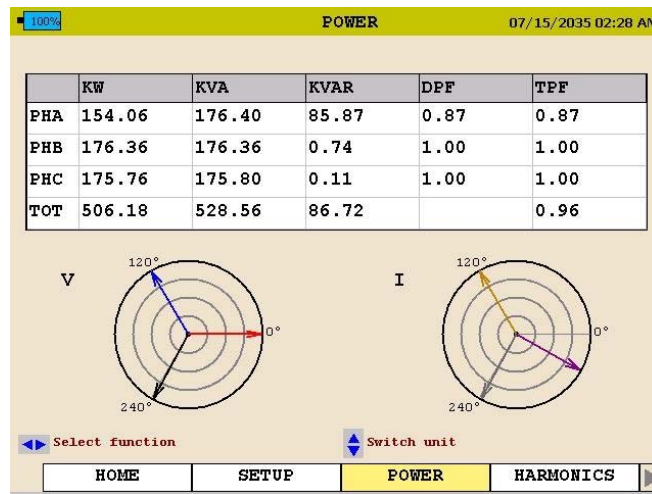 100% POWER 07/15/2035 02:28 AM
KW KVA KVAR DPF TPF
PHA 154.06 176.40 85.87 0.87 0.87
PHB 176.36 176.36 0.74 1.00 1.00
PHC 175.76 175.80 0.11 1.00 1.00
TOT 506.18 528.56 86.72 0.96
V 120° 0° 240°
I 120° 0° 240°
Select function Switch unit
HOME SETUP POWER HARMONICS